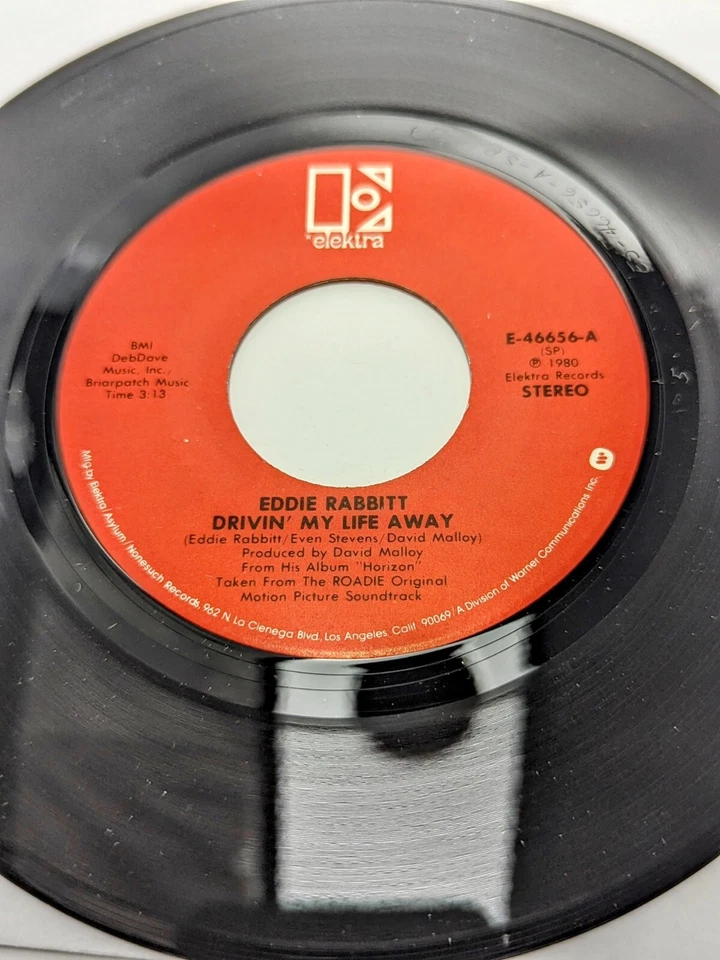 elektra
BMI
DebDave
Music, Inc./
Briarpatch Music
Time 3:13
E-46656-A
(SP)
℗ 1980
Elektra Records
STEREO
EDDIE RABBITT
DRIVIN' MY LIFE AWAY
(Eddie Rabbitt/Even Stevens/David Malloy)
Produced by David Malloy
From His Album "Horizon"
Taken From The ROADIE Original
Motion Picture Soundtrack
Mfg. by Elektra/Asylum/Nonesuch Records, 962 N. La Cienega Blvd., Los Angeles, Calif. 90069/A Division of Warner Communications Inc.